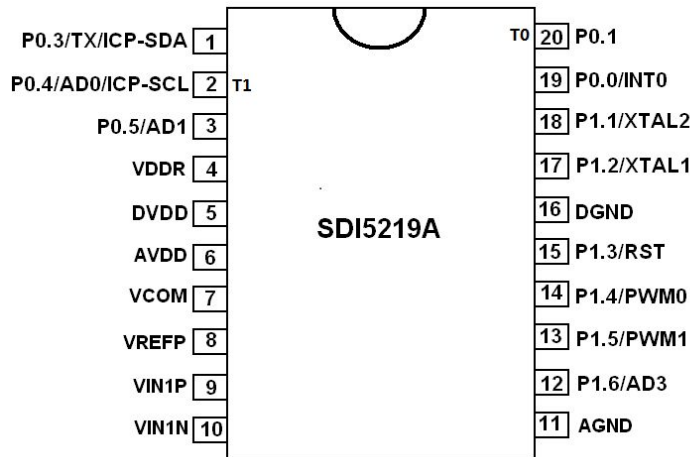 P0.3/TX/ICP-SDA 1 T0 20 P0.1
P0.4/AD0/ICP-SCL 2 T1 19 P0.0/INT0
P0.5/AD1 3 18 P1.1/XTAL2
VDDR 4 17 P1.2/XTAL1
DVDD 5 16 DGND
SDI5219A
AVDD 6 15 P1.3/RST
VCOM 7 14 P1.4/PWM0
VREFP 8 13 P1.5/PWM1
VIN1P 9 12 P1.6/AD3
VIN1N 10 11 AGND